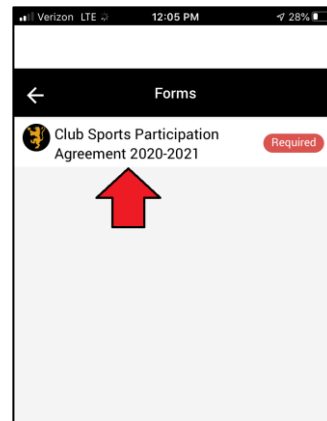 Verizon LTE 12:05 PM 28%
Forms
Club Sports Participation
Agreement 2020-2021
Required